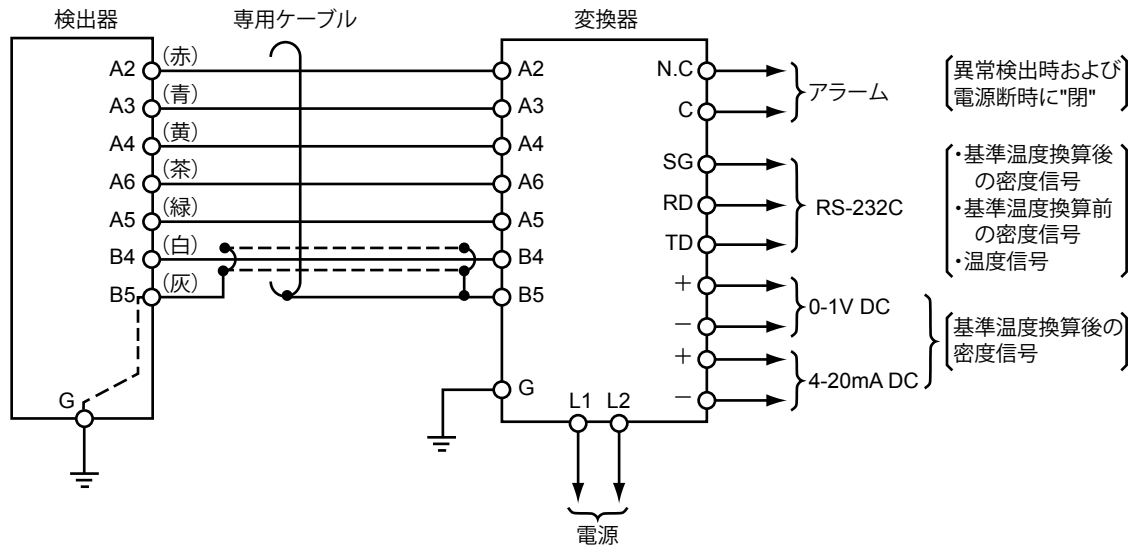 検出器
専用ケーブル
変換器
A2
(赤)
A2
N.C
アラーム
異常検出時および
電源断時に"閉"
A3
(青)
A3
C
A4
(黄)
A4
SG
RS-232C
・基準温度換算後
の密度信号
・基準温度換算前
の密度信号
・温度信号
A6
(茶)
A6
RD
A5
(緑)
A5
TD
B4
(白)
B4
+
0-1V DC
B5
(灰)
B5
−
基準温度換算後の
密度信号
+
4-20mA DC
−
G
G
L1
L2
電源